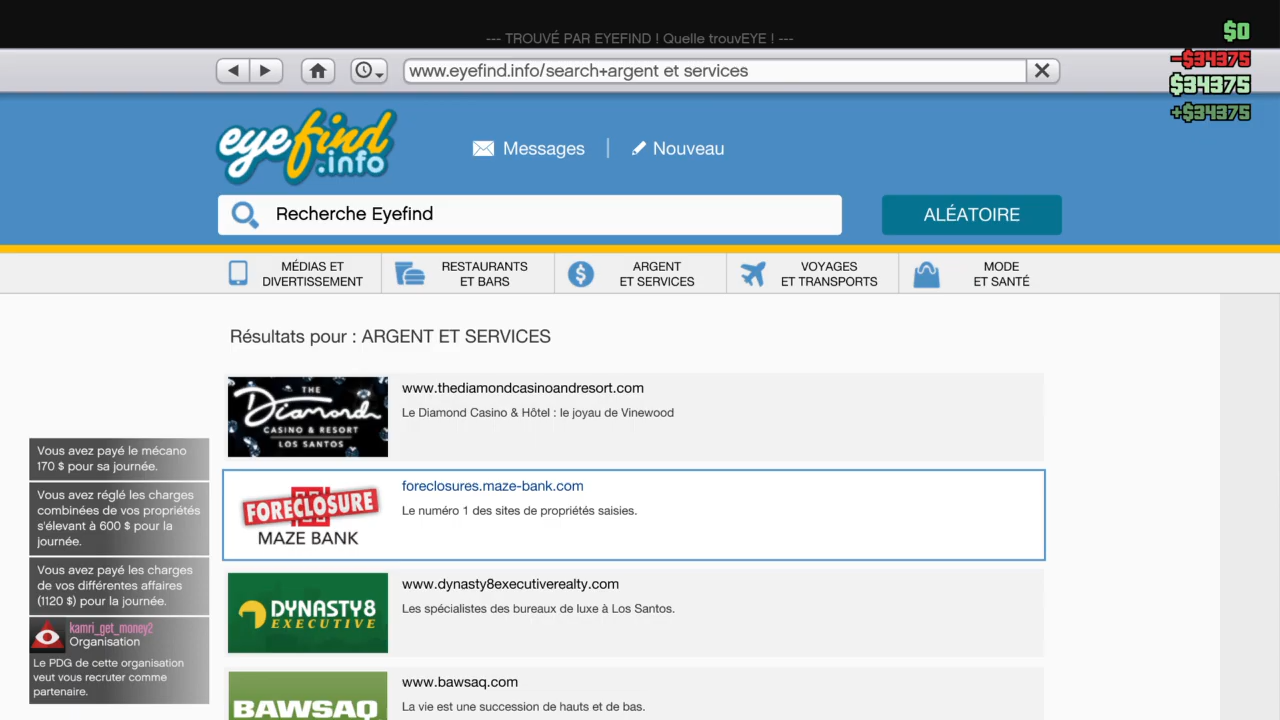 --- TROUVÉ PAR EYEFIND ! Quelle trouvEYE ! ---
$0
-$34375
$34375
+$34375
www.eyefind.info/search+argent et services
eyefind
.info
Messages
Nouveau
Recherche Eyefind
ALÉATOIRE
MÉDIAS ET
DIVERTISSEMENT
RESTAURANTS
ET BARS
ARGENT
ET SERVICES
VOYAGES
ET TRANSPORTS
MODE
ET SANTÉ
Résultats pour : ARGENT ET SERVICES
THE
Diamond
CASINO & RESORT
LOS SANTOS
www.thediamondcasinoandresort.com
Le Diamond Casino & Hôtel : le joyau de Vinewood
FORECLOSURE
MAZE BANK
foreclosures.maze-bank.com
Le numéro 1 des sites de propriétés saisies.
DYNASTY8
EXECUTIVE
www.dynasty8executiverealty.com
Les spécialistes des bureaux de luxe à Los Santos.
BAWSAQ
www.bawsaq.com
La vie est une succession de hauts et de bas.
Vous avez payé le mécano
170 $ pour sa journée.
Vous avez réglé les charges
combinées de vos propriétés
s'élevant à 600 $ pour la
journée.
Vous avez payé les charges
de vos différentes affaires
(1120 $) pour la journée.
kamri_get_money2
Organisation
Le PDG de cette organisation
veut vous recruter comme
partenaire.